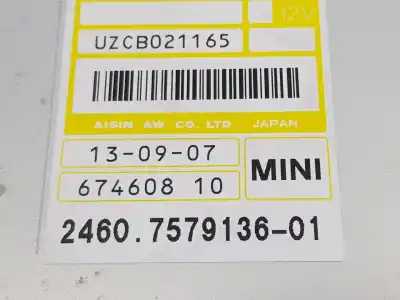 12V
UZCB021165
AISIN AW CO. LTD JAPAN
13-09-07
MINI
674608 10
2460.7579136-01